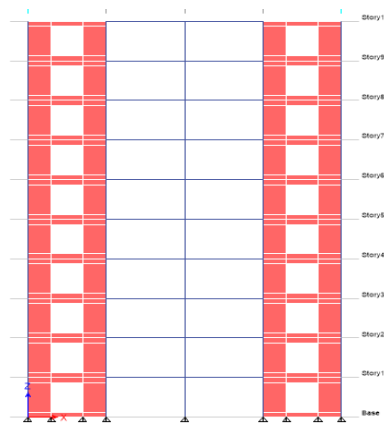 Story1
Story9
Story8
Story7
Story6
Story5
Story4
Story3
Story2
Story1
Base
Z
X